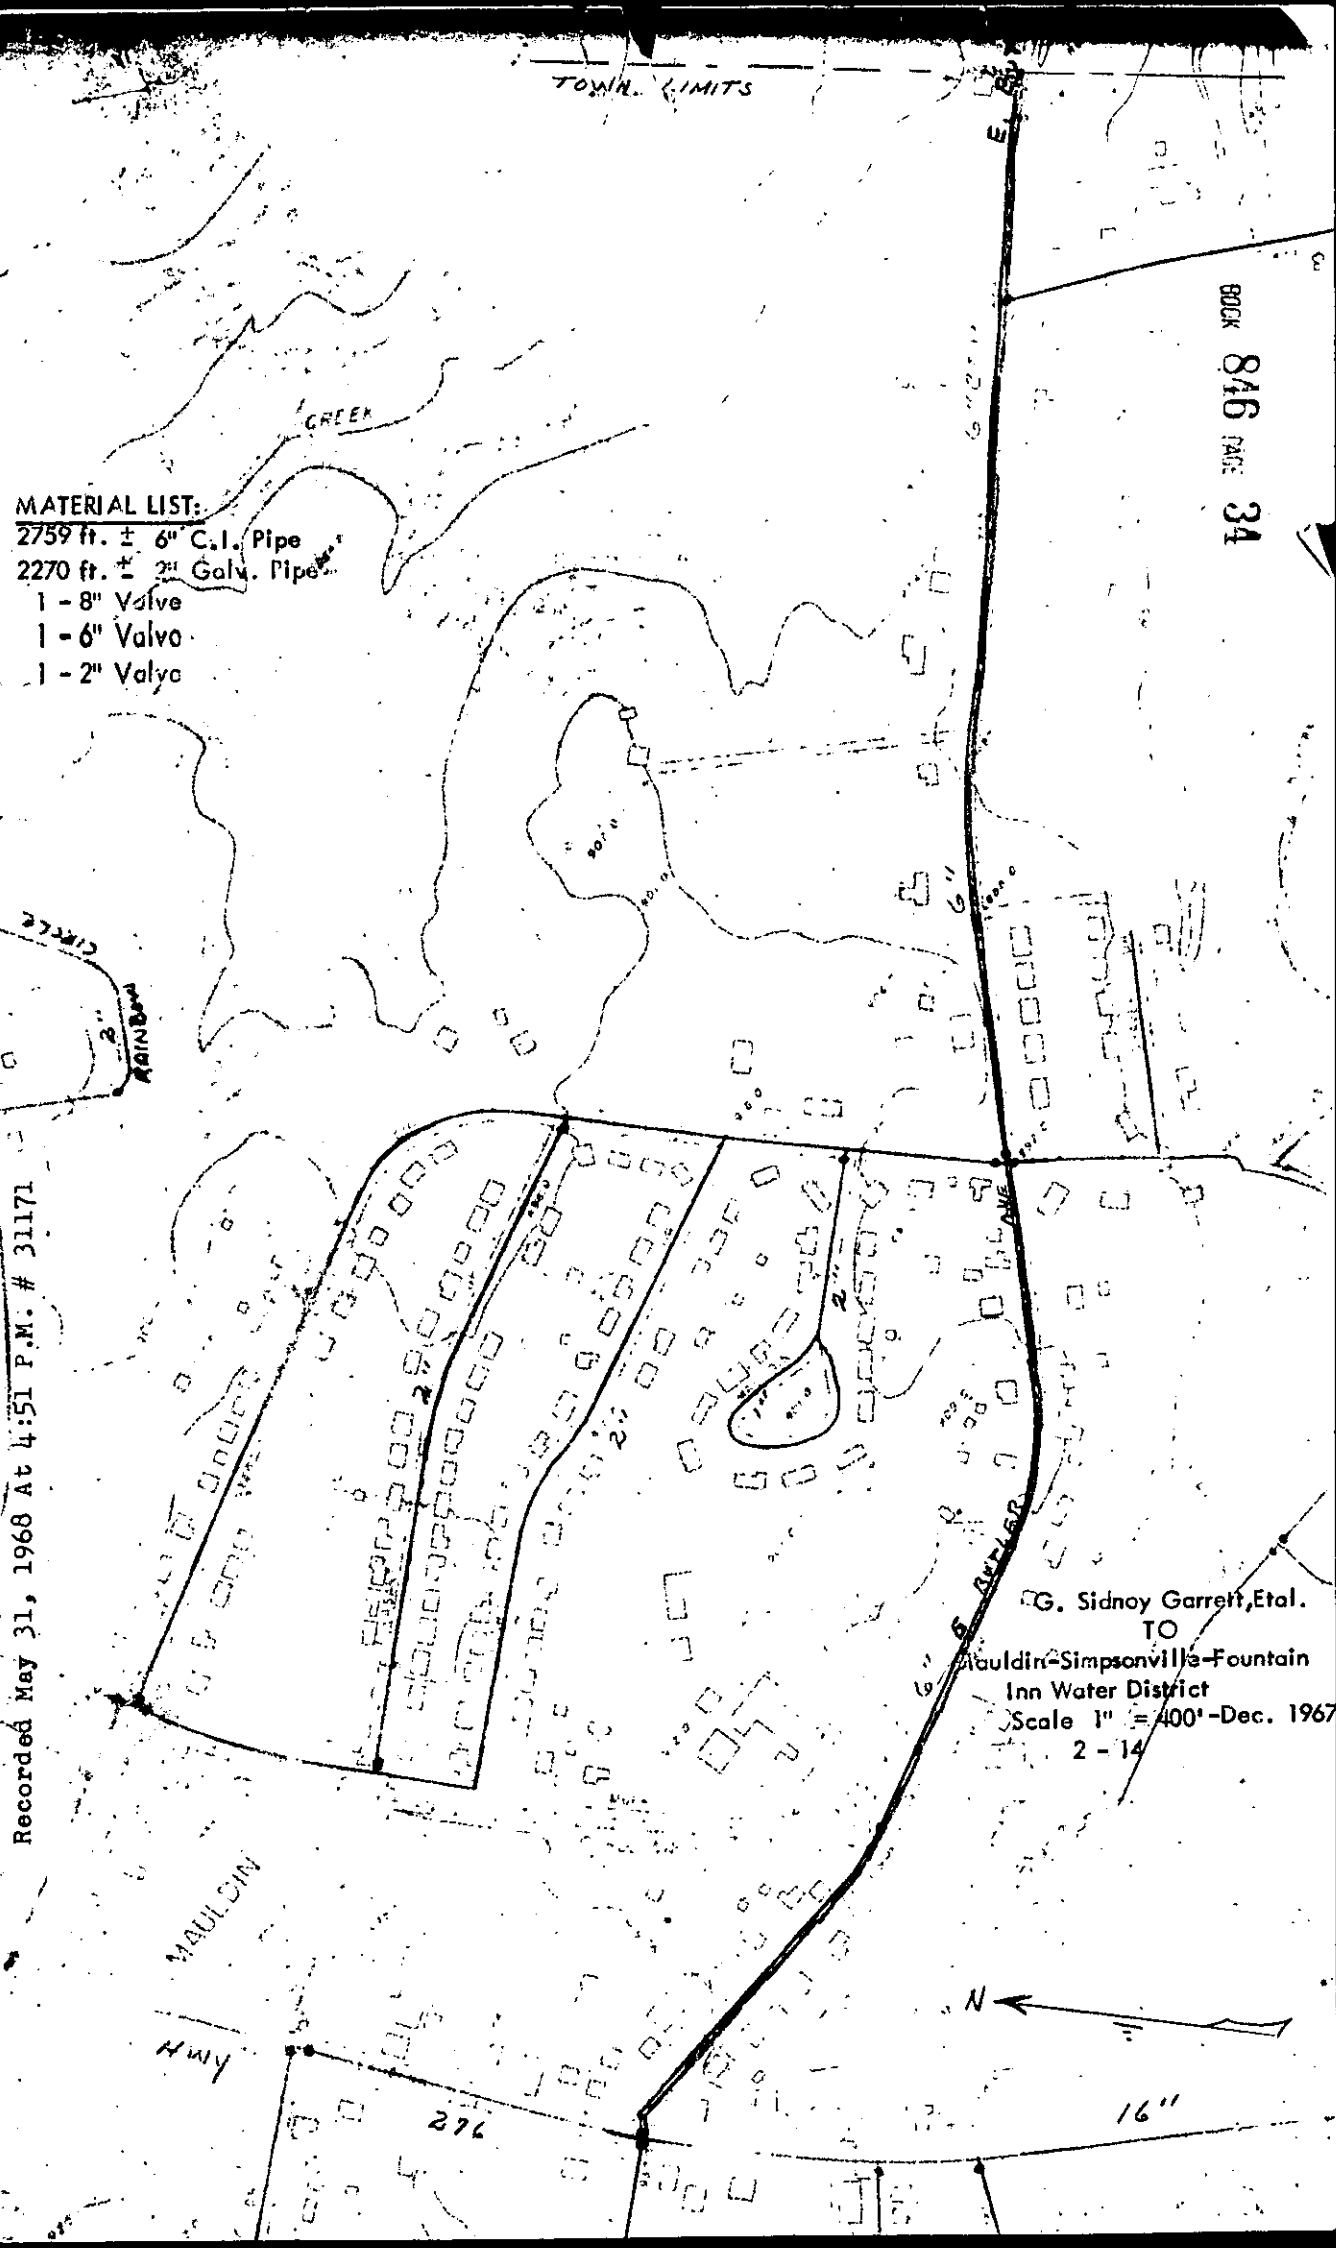 TOWN LIMITS
E.
BOOK 846 PAGE 34
CREEK
MATERIAL LIST:
2759 ft. ± 6" C.I. Pipe
2270 ft. ± 2" Galv. Pipe
1 - 8" Valve
1 - 6" Valve
1 - 2" Valve
6"
CIRCLE
2"
RAINBOW
AVE
2"
2"
2"
Recorded May 31, 1968 At 4:51 P.M. # 31171
BUTLER
6"
G. Sidney Garrett, Etal.
TO
Mauldin-Simpsonville-Fountain
Inn Water District
Scale 1" = 400'-Dec. 1967
2 - 14
MAULDIN
N
HWY
276
16"